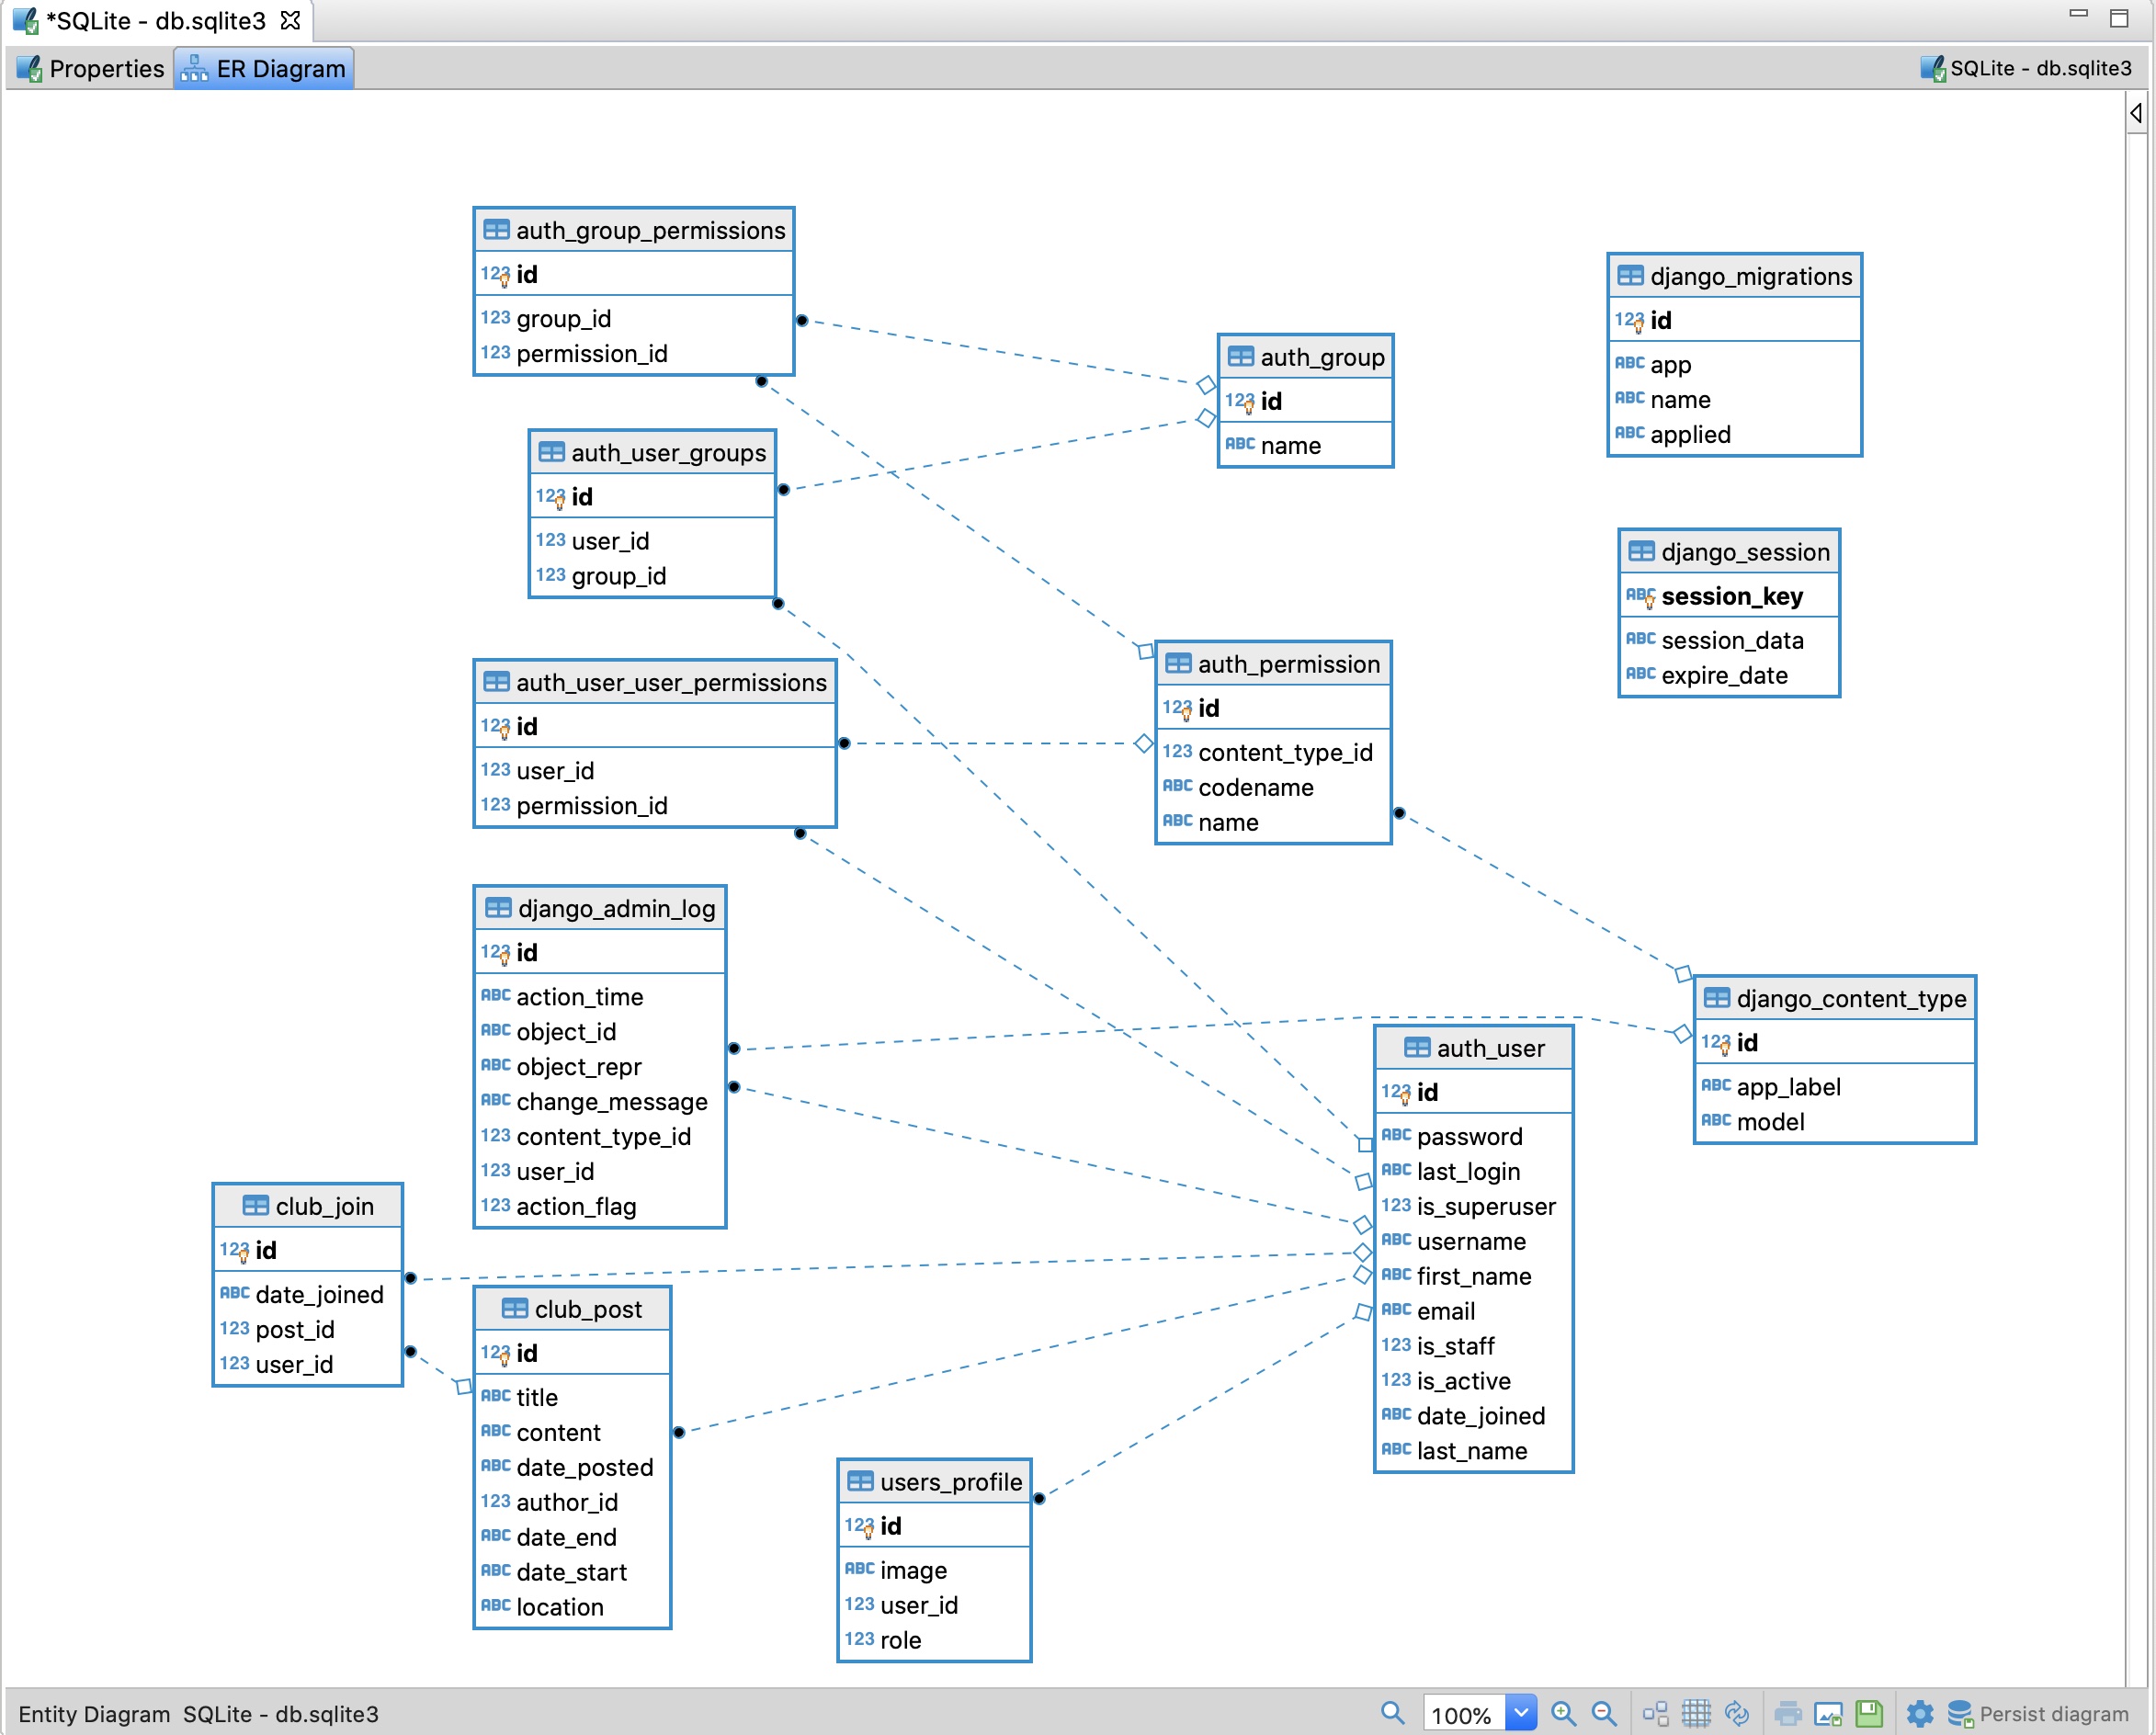 *SQLite - db.sqlite3
Properties
ER Diagram
SQLite - db.sqlite3
auth_group_permissions
123 id
123 group_id
123 permission_id
django_migrations
123 id
ABC app
ABC name
ABC applied
auth_group
123 id
ABC name
auth_user_groups
123 id
123 user_id
123 group_id
django_session
ABC session_key
ABC session_data
ABC expire_date
auth_user_user_permissions
123 id
123 user_id
123 permission_id
auth_permission
123 id
123 content_type_id
ABC codename
ABC name
django_admin_log
123 id
ABC action_time
ABC object_id
ABC object_repr
ABC change_message
123 content_type_id
123 user_id
123 action_flag
django_content_type
123 id
ABC app_label
ABC model
auth_user
123 id
ABC password
ABC last_login
123 is_superuser
ABC username
ABC first_name
ABC email
123 is_staff
123 is_active
ABC date_joined
ABC last_name
club_join
123 id
ABC date_joined
123 post_id
123 user_id
club_post
123 id
ABC title
ABC content
ABC date_posted
123 author_id
ABC date_end
ABC date_start
ABC location
users_profile
123 id
ABC image
123 user_id
123 role
Entity Diagram SQLite - db.sqlite3
100%
Persist diagram